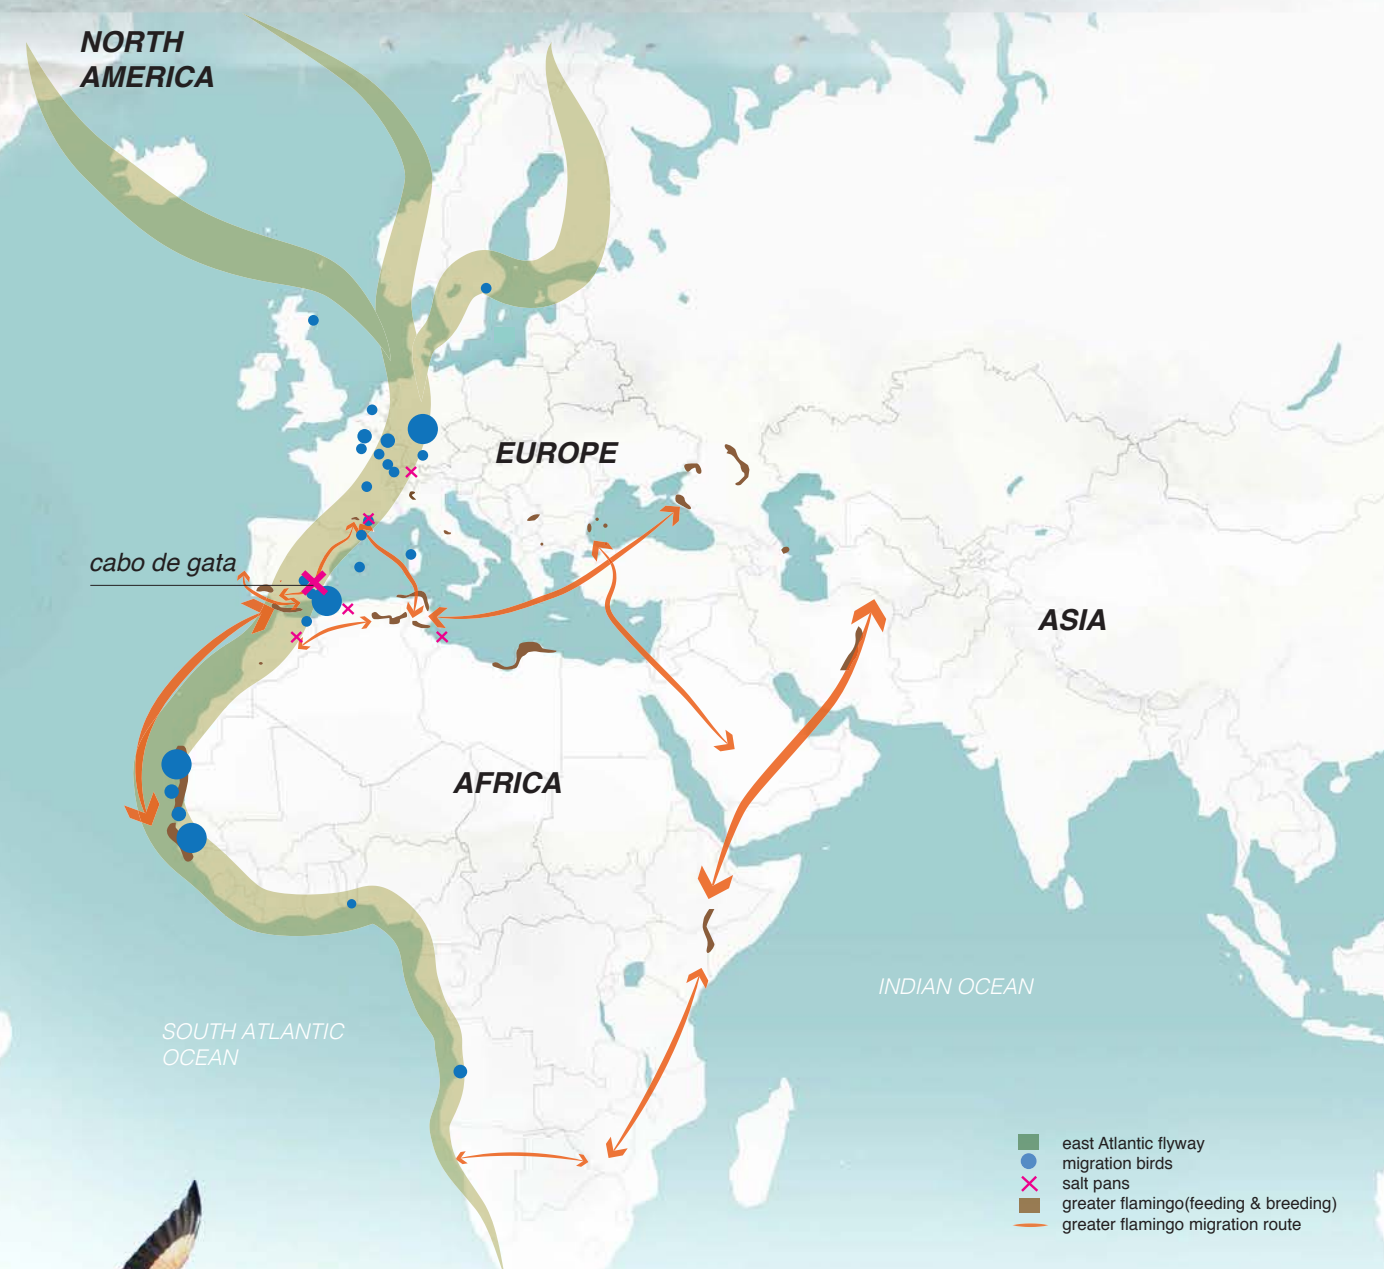 NORTH
AMERICA
EUROPE
cabo de gata
ASIA
AFRICA
INDIAN OCEAN
SOUTH ATLANTIC
OCEAN
east Atlantic flyway
migration birds
salt pans
greater flamingo(feeding & breeding)
greater flamingo migration route